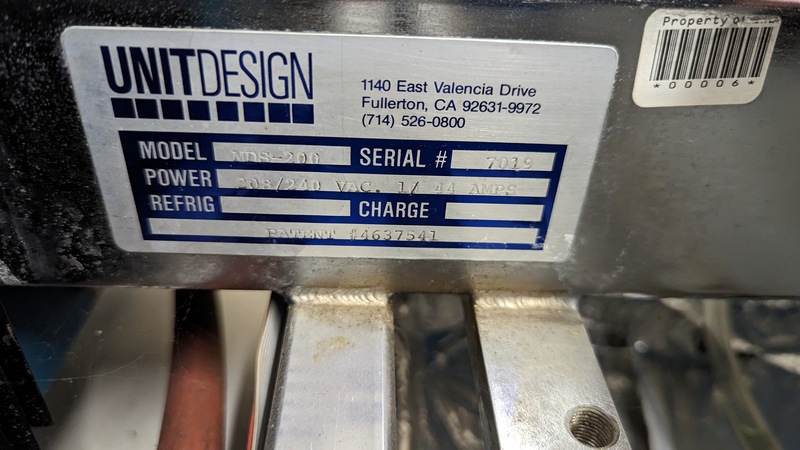 UNITDESIGN
1140 East Valencia Drive
Fullerton, CA 92631-9972
(714) 526-0800
MODEL MDS-200 SERIAL # 7019
POWER 208/240 VAC. 1/ 44 AMPS
REFRIG CHARGE
PATENT #4637541
Property of
*00006*